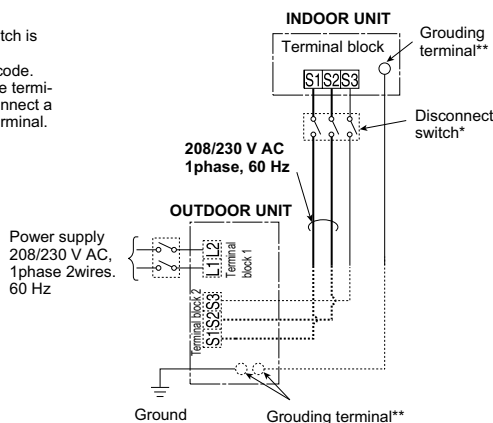 tch is
code.
e termi-
nnect a
rminal.
INDOOR UNIT
Terminal block
Grouding
terminal**
S1 S2 S3
Disconnect
switch*
208/230 V AC
1phase, 60 Hz
OUTDOOR UNIT
Power supply
208/230 V AC,
1phase 2wires.
60 Hz
L1 L2
Terminal
block 1
Terminal block 2
S1 S2 S3
Ground
Grouding terminal**